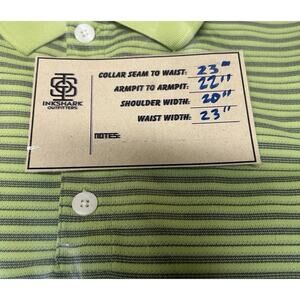 INKSHARK
OUTFITTERS
COLLAR SEAM TO WAIST: 23"
ARMPIT TO ARMPIT: 22"
SHOULDER WIDTH: 20"
WAIST WIDTH: 23"
NOTES: